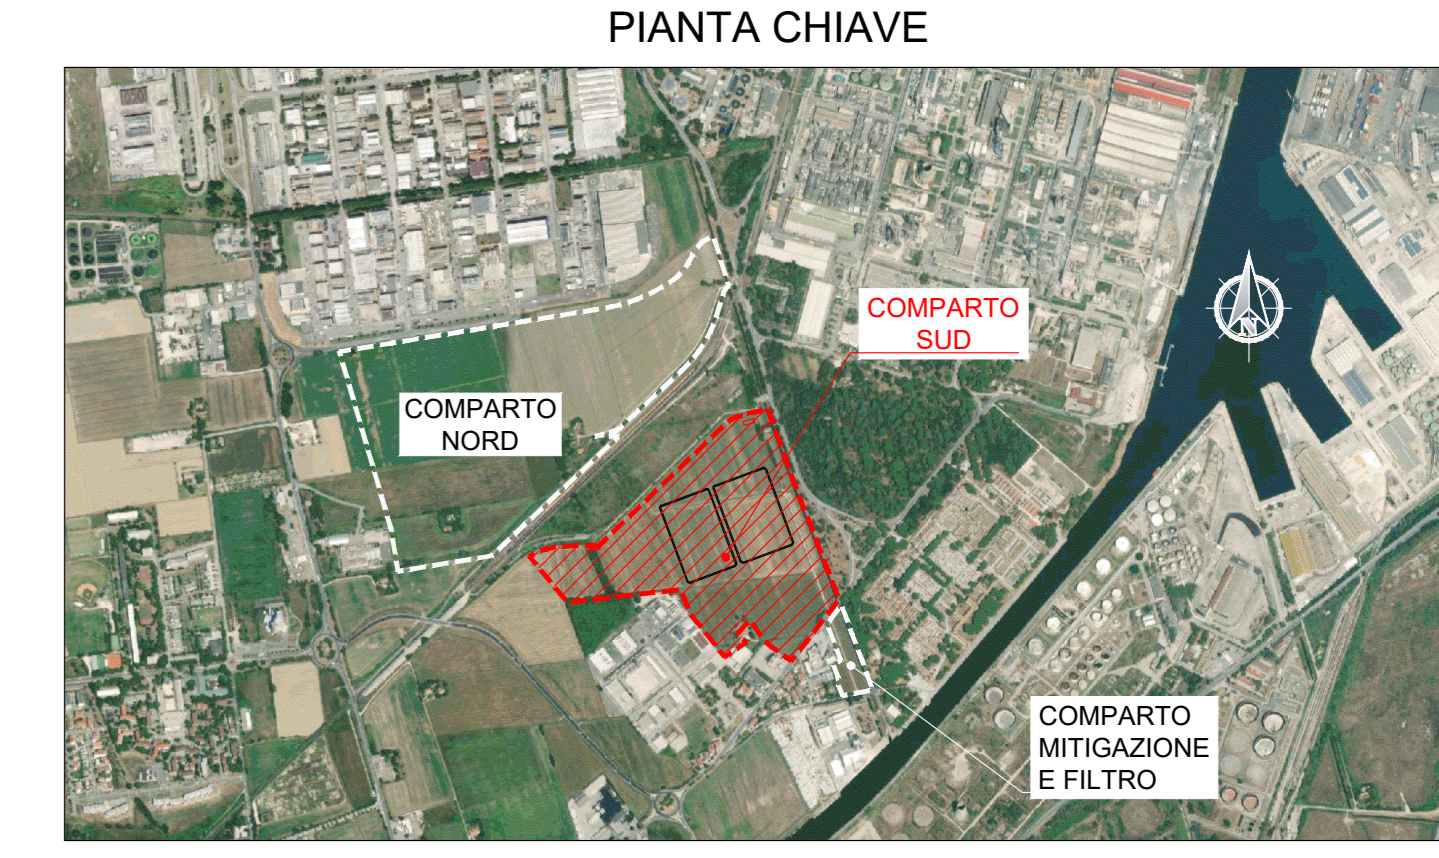 PIANTA CHIAVE
COMPARTO
SUD
COMPARTO
NORD
N
COMPARTO
MITIGAZIONE
E FILTRO